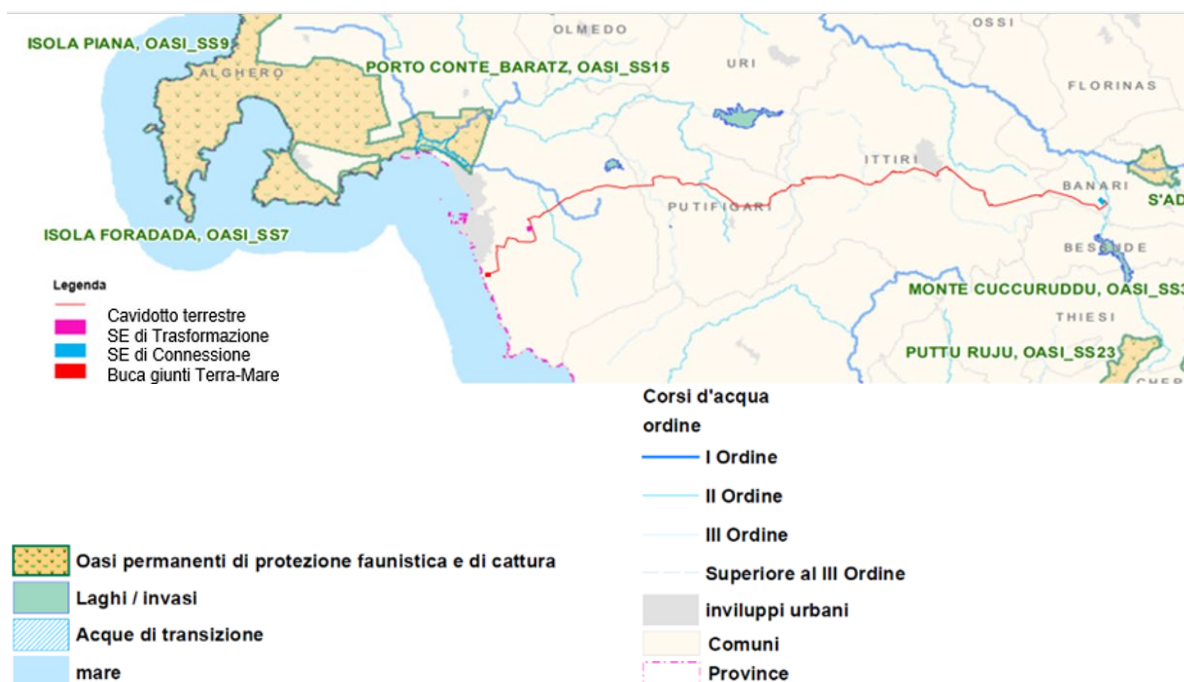 OLMEDO
OSSI
ISOLA PIANA, OASI_SS9
ALGHERO
PORTO CONTE_BARATZ, OASI_SS15
URI
FLORINAS
ITTIRI
BANARI
S'AD
PUTIFIGARI
ISOLA FORADADA, OASI_SS7
BESSUDE
MONTE CUCCURUDDU, OASI_SS3
THIESI
PUTTU RUJU, OASI_SS23
CHER
Legenda
Cavidotto terrestre
SE di Trasformazione
SE di Connessione
Buca giunti Terra-Mare
Corsi d'acqua
ordine
I Ordine
II Ordine
III Ordine
Superiore al III Ordine
inviluppi urbani
Comuni
Province
Oasi permanenti di protezione faunistica e di cattura
Laghi / invasi
Acque di transizione
mare